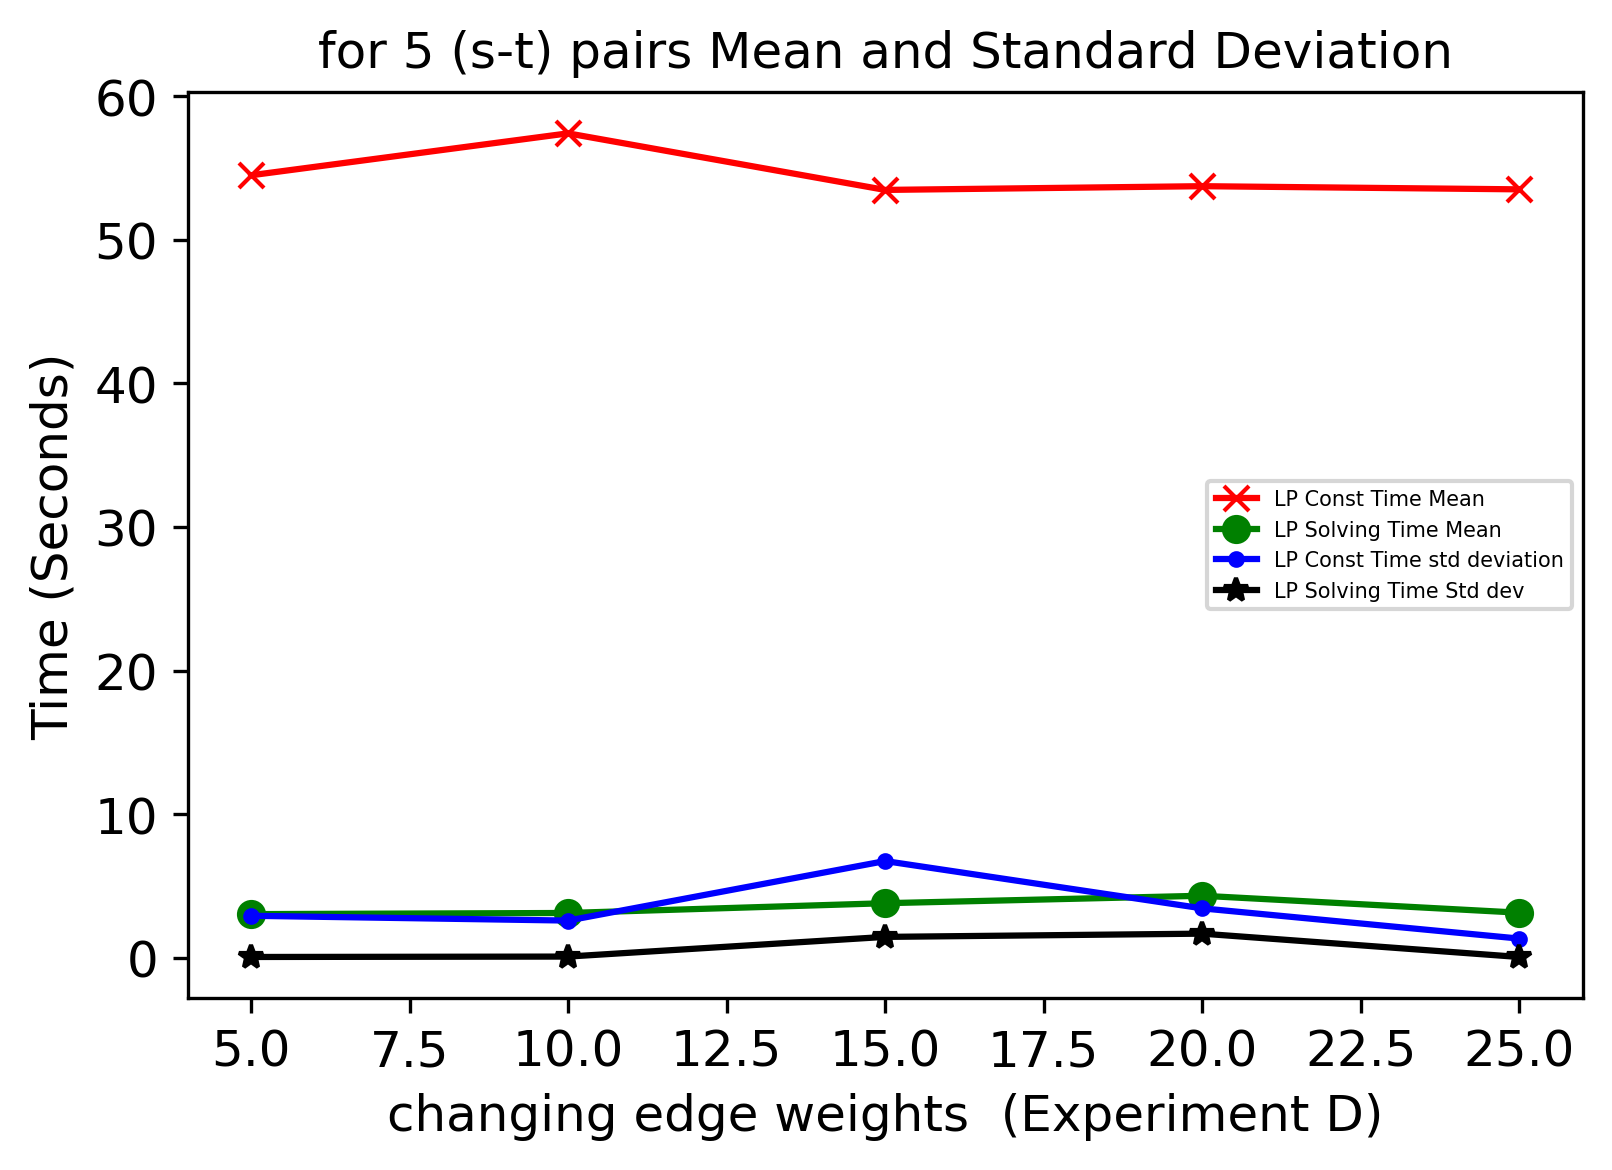 for 5 (s-t) pairs Mean and Standard Deviation
60
50
40
30
20
10
0
Time (Seconds)
LP Const Time Mean
LP Solving Time Mean
LP Const Time std deviation
LP Solving Time Std dev
5.0 7.5 10.0 12.5 15.0 17.5 20.0 22.5 25.0
changing edge weights  (Experiment D)